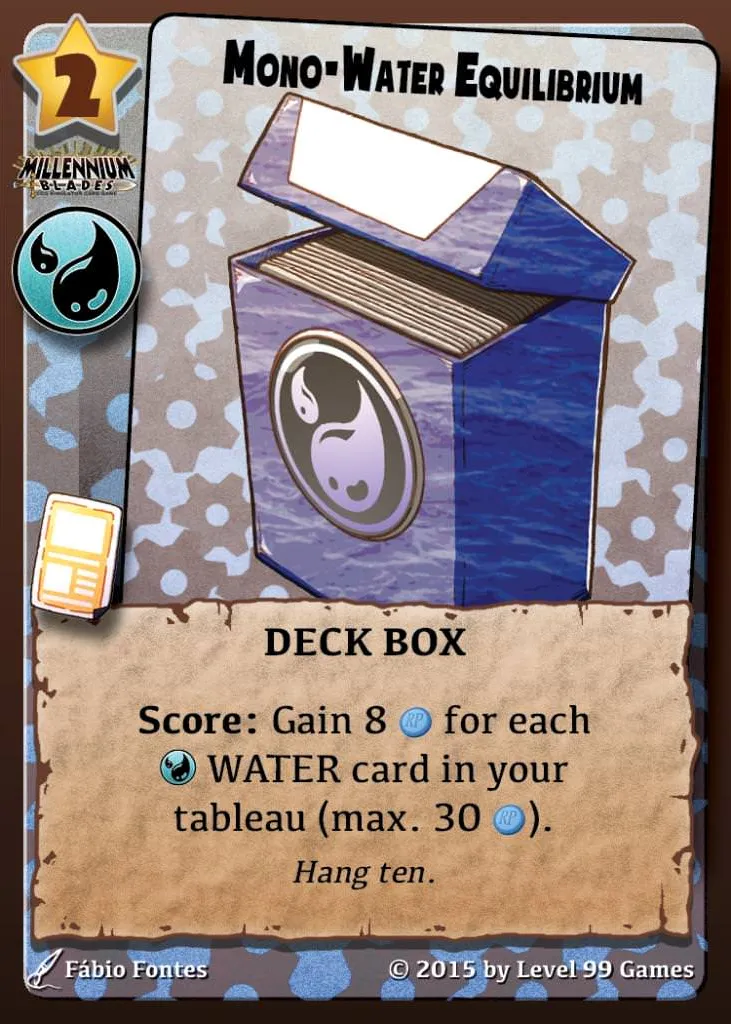 2
MONO-WATER EQUILIBRIUM
MILLENNIUM
BLADES
DECK BOX
Score: Gain 8 RP for each
WATER card in your
tableau (max. 30 RP).
Hang ten.
Fábio Fontes
© 2015 by Level 99 Games